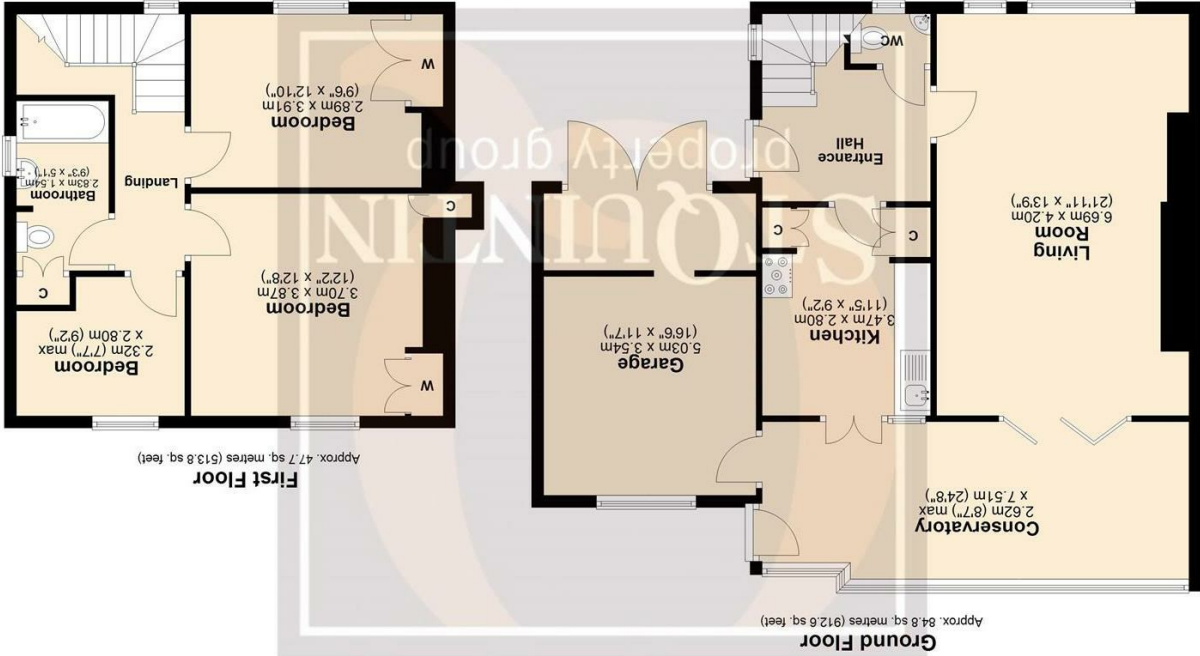 Ground Floor
Approx. 84.8 sq. metres (912.6 sq. feet)
Conservatory
2.62m (8'7") max
x 7.51m (24'8")
Garage
5.03m x 3.54m
(16'6" x 11'7")
Kitchen
3.47m x 2.80m
(11'5" x 9'2")
Living
Room
6.69m x 4.20m
(21'11" x 13'9")
C
C
Entrance
Hall
WC
First Floor
Approx. 47.7 sq. metres (513.8 sq. feet)
W
Bedroom
2.32m (7'7") max
x 2.80m (9'2")
Bedroom
3.70m x 3.87m
(12'2" x 12'8")
C
C
Bathroom
2.83m x 1.54m
(9'3" x 5'1")
Landing
Bedroom
2.89m x 3.91m
(9'6" x 12'10")
W
STQUINTIN
property group